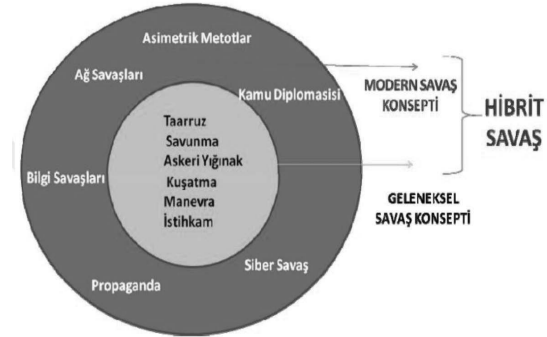 Asimetrik Metotlar
Ağ Savaşları
Kamu Diplomasisi
Bilgi Savaşları
Propaganda
Siber Savaş
Taarruz
Savunma
Askeri Yığınak
Kuşatma
Manevra
İstihkam
MODERN SAVAŞ
KONSEPTİ
GELENEKSEL
SAVAŞ KONSEPTİ
HİBRİT
SAVAŞ